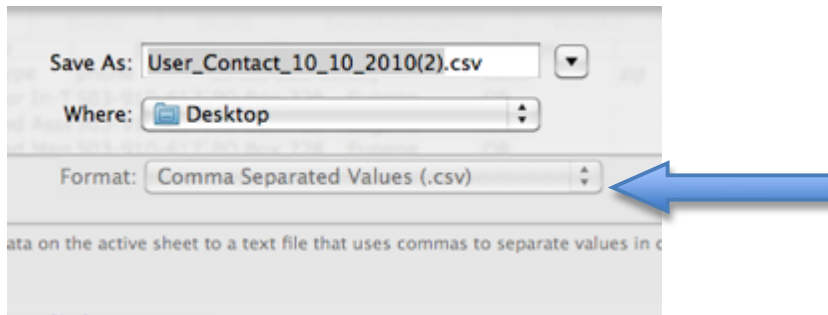 Save As: User_Contact_10_10_2010(2).csv
zip
Where: Desktop
Format: Comma Separated Values (.csv)
ata on the active sheet to a text file that uses commas to separate values in c